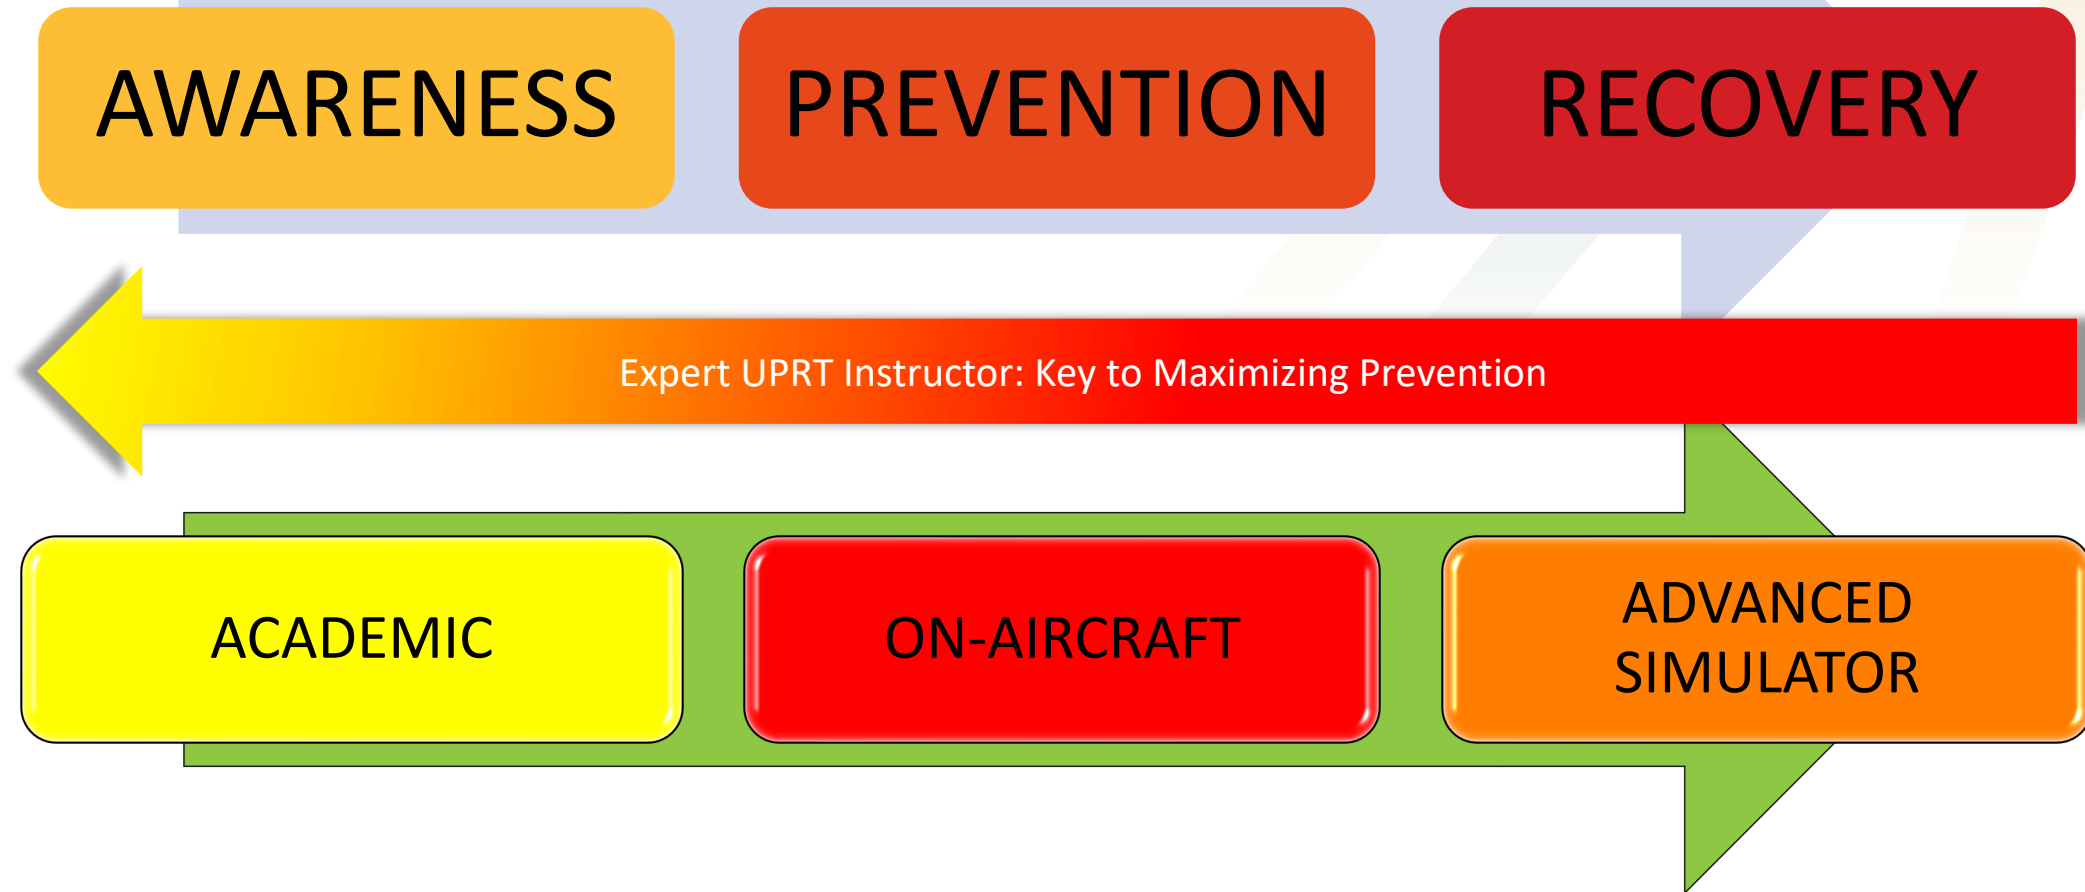 AWARENESS
PREVENTION
RECOVERY
Expert UPRT Instructor: Key to Maximizing Prevention
ACADEMIC
ON-AIRCRAFT
ADVANCED
SIMULATOR